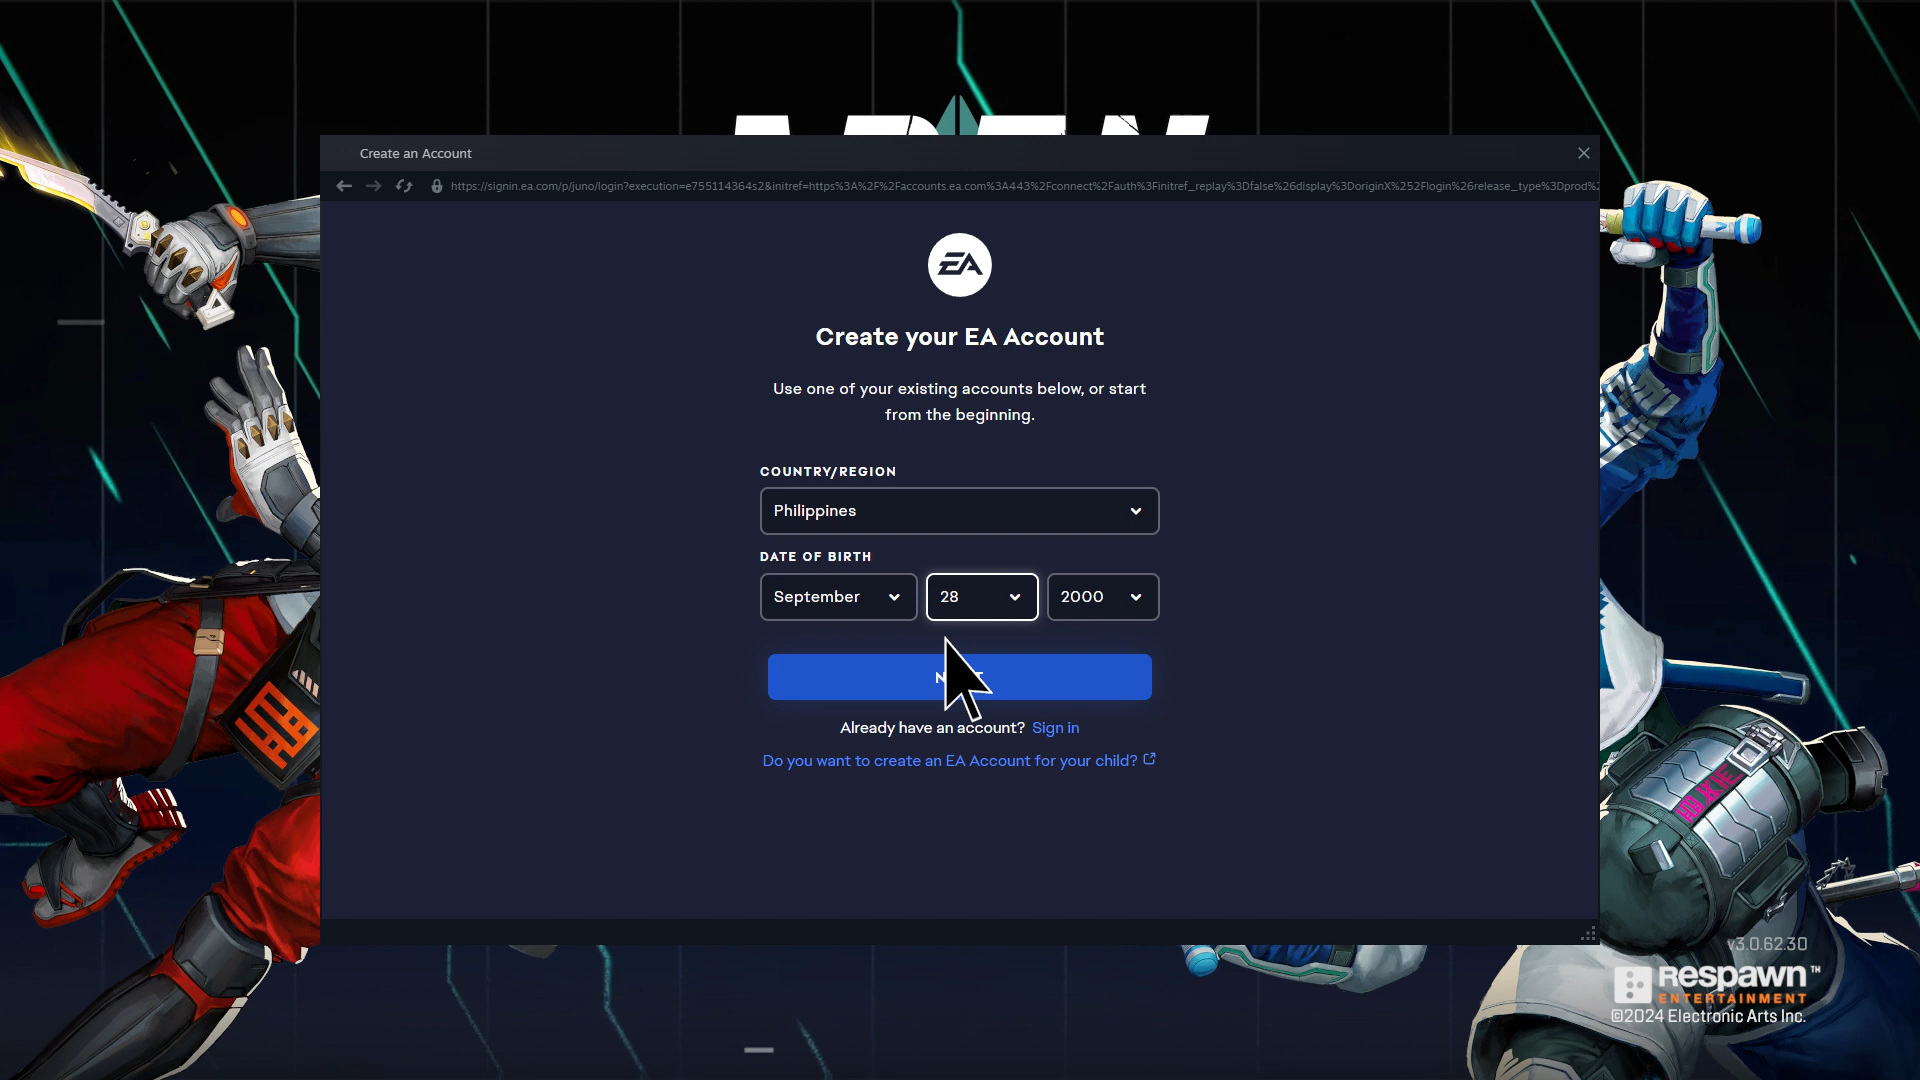 Create an Account
https://signin.ea.com/p/juno/login?execution=e755114364s2&initref=https%3A%2F%2Faccounts.ea.com%3A443%2Fconnect%2Fauth%3Finitref_replay%3Dfalse%26display%3DoriginX%252Flogin%26release_type%3Dprod%2
EA
Create your EA Account
Use one of your existing accounts below, or start
from the beginning.
COUNTRY/REGION
Philippines
DATE OF BIRTH
September 28 2000
Already have an account? Sign in
Do you want to create an EA Account for your child?
v3.0.62.30
Respawn™
ENTERTAINMENT
©2024 Electronic Arts Inc.